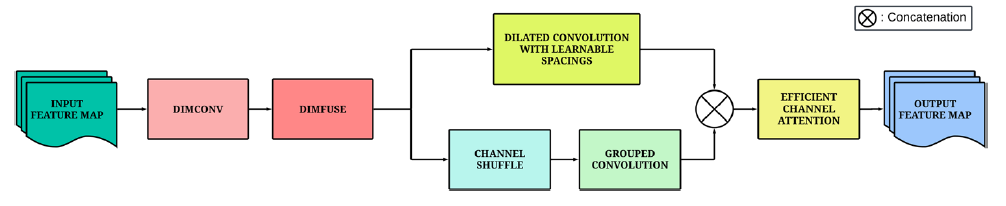 : Concatenation
DILATED CONVOLUTION
WITH LEARNABLE
SPACINGS
INPUT
FEATURE MAP
DIMCONV
DIMFUSE
EFFICIENT
CHANNEL
ATTENTION
OUTPUT
FEATURE MAP
CHANNEL
SHUFFLE
GROUPED
CONVOLUTION